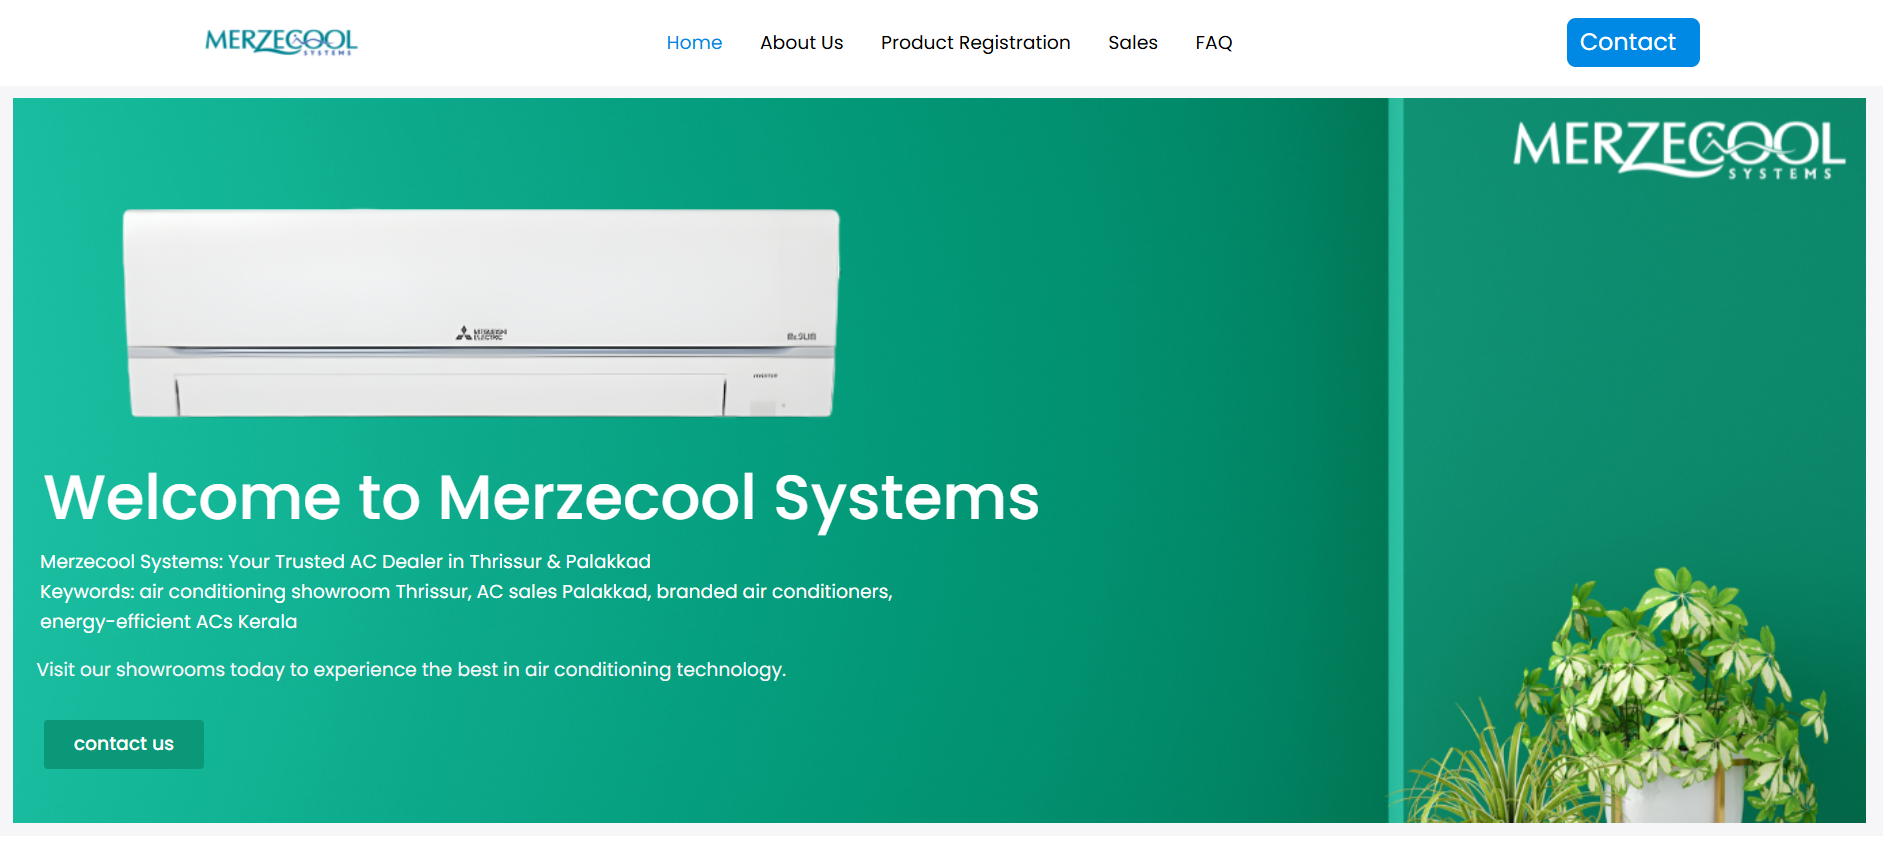 MERZECOOL
SYSTEMS
Home
About Us
Product Registration
Sales
FAQ
Contact
MERZECOOL
SYSTEMS
MITSUBISHI
ELECTRIC
INVERTER
Welcome to Merzecool Systems
Merzecool Systems: Your Trusted AC Dealer in Thrissur & Palakkad
Keywords: air conditioning showroom Thrissur, AC sales Palakkad, branded air conditioners,
energy-efficient ACs Kerala
Visit our showrooms today to experience the best in air conditioning technology.
contact us